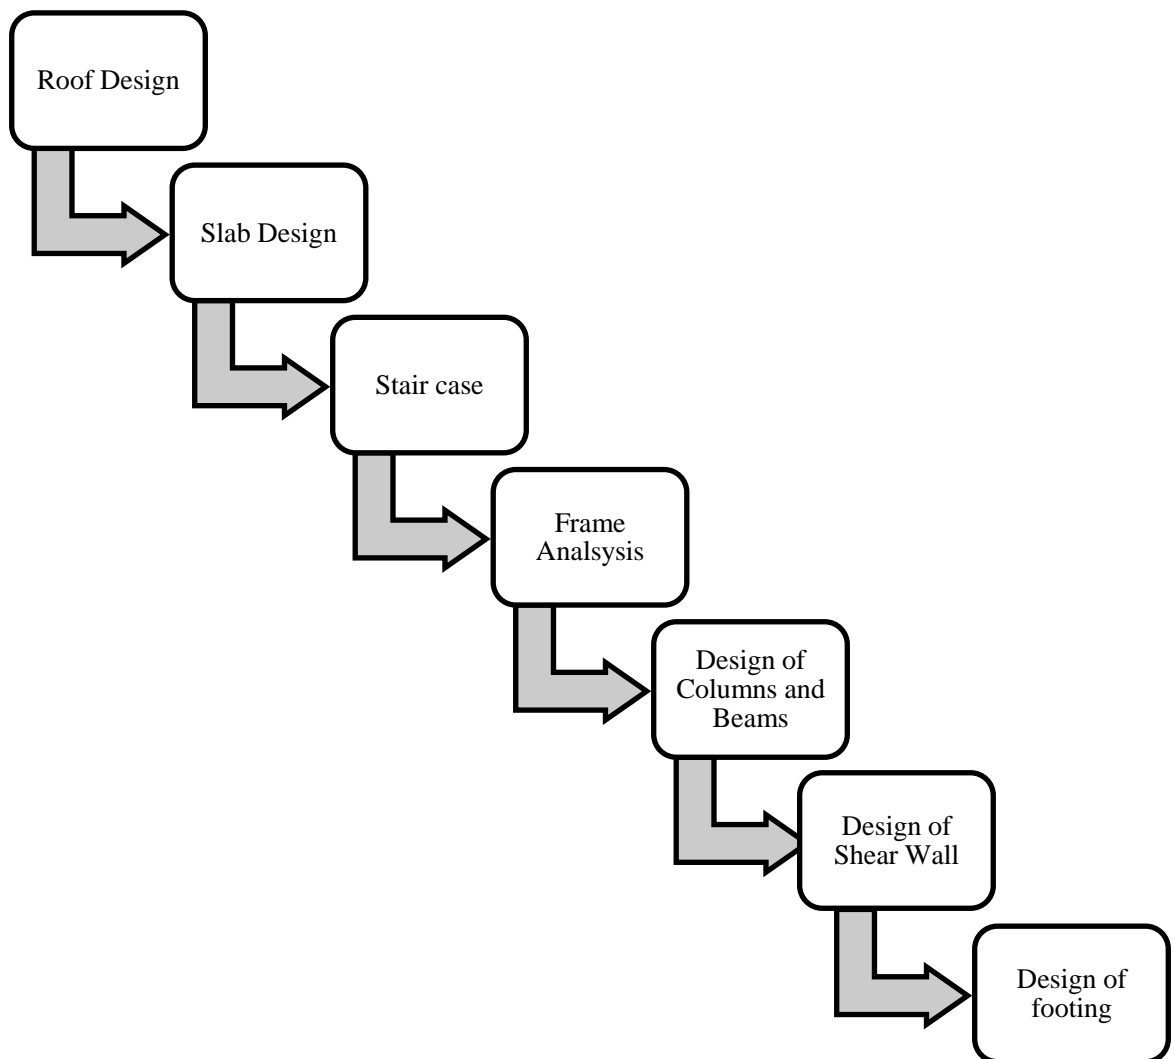 Roof Design
Slab Design
Stair case
Frame
Analsysis
Design of
Columns and
Beams
Design of
Shear Wall
Design of
footing